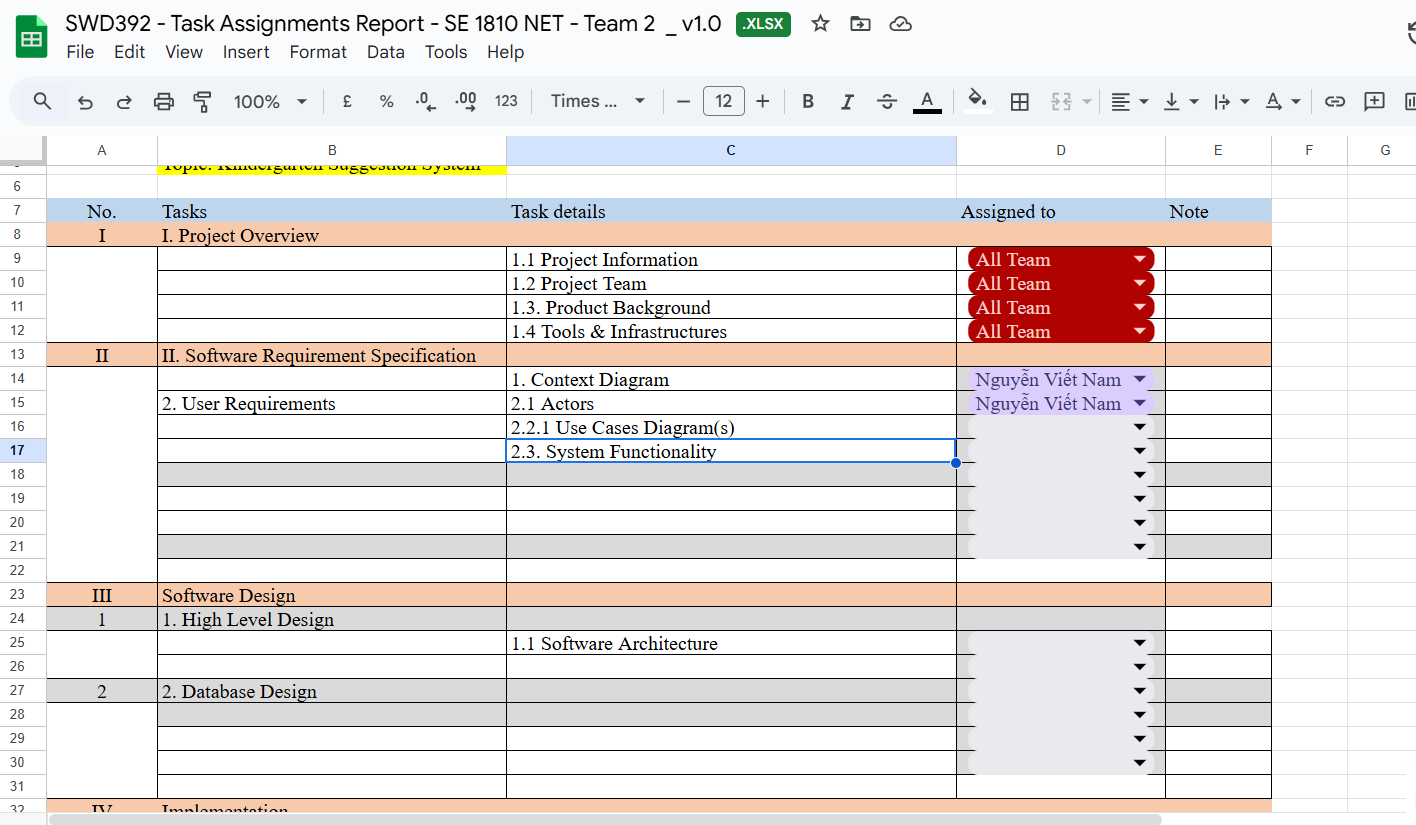 SWD392 - Task Assignments Report - SE 1810 NET - Team 2 _ v1.0 .XLSX
File Edit View Insert Format Data Tools Help
100% £ % .0 .00 123 Times ... 12 B I S A A
A B C D E F G
Topic: Kindergarten Suggestion System
6
7 No. Tasks Task details Assigned to Note
8 I I. Project Overview
9 1.1 Project Information All Team
10 1.2 Project Team All Team
11 1.3. Product Background All Team
12 1.4 Tools & Infrastructures All Team
13 II II. Software Requirement Specification
14 1. Context Diagram Nguyễn Viết Nam
15 2. User Requirements 2.1 Actors Nguyễn Viết Nam
16 2.2.1 Use Cases Diagram(s)
17 2.3. System Functionality
18
19
20
21
22
23 III Software Design
24 1 1. High Level Design
25 1.1 Software Architecture
26
27 2 2. Database Design
28
29
30
31
32 IV Implementation